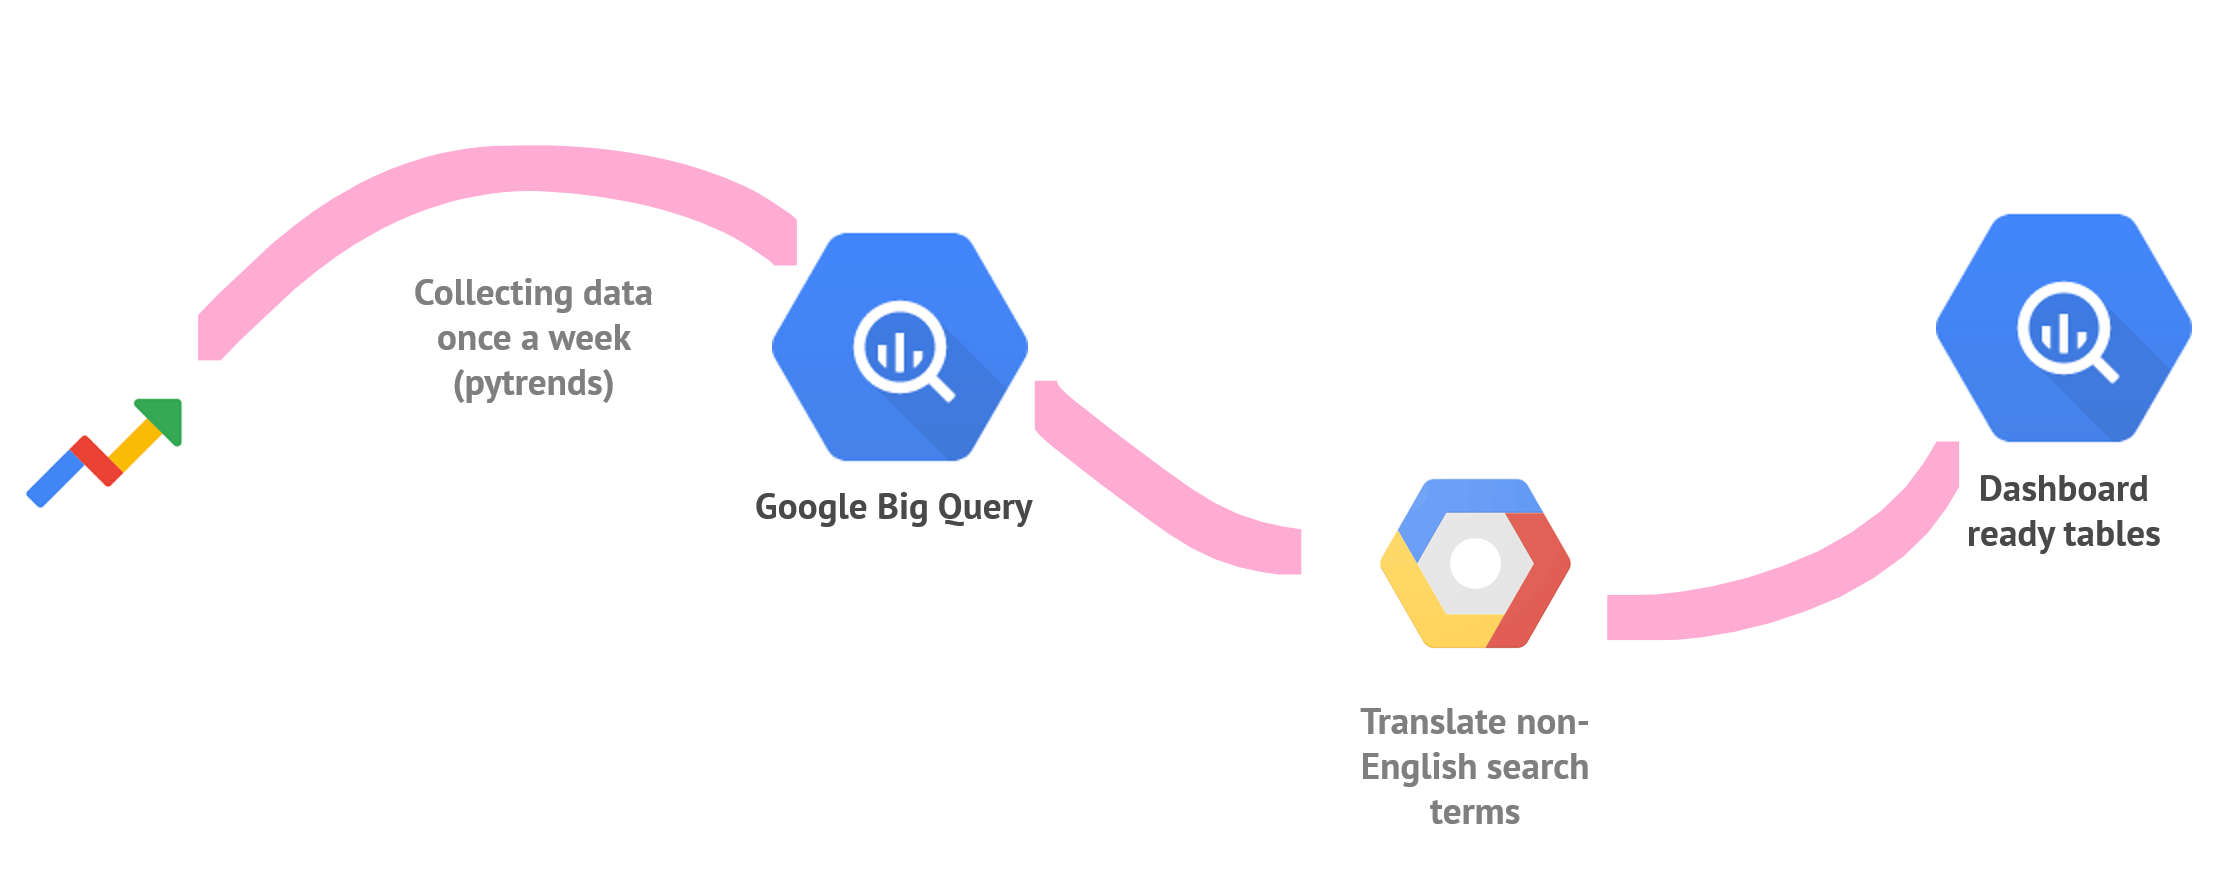 Collecting data
once a week
(pytrends)
Google Big Query
Translate non-
English search
terms
Dashboard
ready tables